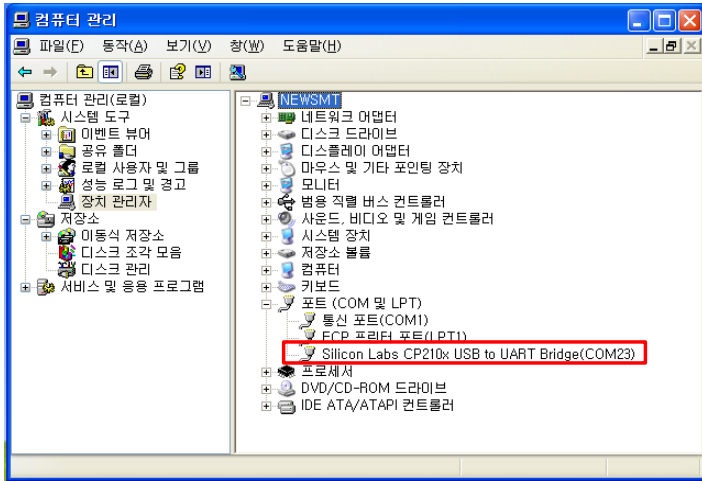 컴퓨터 관리
파일(F) 동작(A) 보기(V) 창(W) 도움말(H)
컴퓨터 관리(로컬)
시스템 도구
이벤트 뷰어
공유 폴더
로컬 사용자 및 그룹
성능 로그 및 경고
장치 관리자
저장소
이동식 저장소
디스크 조각 모음
디스크 관리
서비스 및 응용 프로그램
NEWSMT
네트워크 어댑터
디스크 드라이브
디스플레이 어댑터
마우스 및 기타 포인팅 장치
모니터
범용 직렬 버스 컨트롤러
사운드, 비디오 및 게임 컨트롤러
시스템 장치
저장소 볼륨
컴퓨터
키보드
포트 (COM 및 LPT)
통신 포트(COM1)
ECP 프린터 포트(LPT1)
Silicon Labs CP210x USB to UART Bridge(COM23)
프로세서
DVD/CD-ROM 드라이브
IDE ATA/ATAPI 컨트롤러